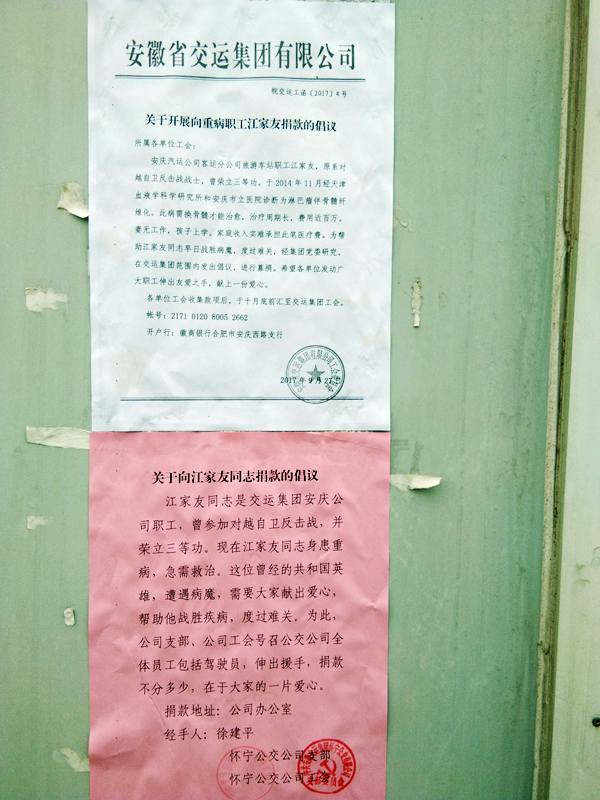 安徽省交运集团有限公司
皖交运工函〔2017〕4号
关于开展向重病职工江家友捐款的倡议
所属各单位工会：
安庆汽运公司客运分公司旅游车站职工江家友，原系对
越自卫反击战战士，曾荣立三等功。于2014年11月经天津
血液学科学研究所和安庆市立医院诊断为淋巴瘤伴骨髓纤
维化。此病需换骨髓才能治愈，治疗周期长，费用近百万。
妻无工作，孩子上学。家庭收入实难承担此笔医疗费。为帮
助江家友同志早日战胜病魔，度过难关，经集团党委研究，
在交运集团范围内发出倡议，进行募捐。希望各单位发动广
大职工伸出友爱之手，献上一份爱心。
各单位工会收集款项后，于十月底前汇至交运集团工会。
帐号：2171 0120 8005 2662
开户行：徽商银行合肥市安庆西路支行
2017年9月27日
关于向江家友同志捐款的倡议
江家友同志是交运集团安庆公
司职工，曾参加对越自卫反击战，并
荣立三等功。现在江家友同志身患重
病，急需救治。这位曾经的共和国英
雄，遭遇病魔，需要大家献出爱心，
帮助他战胜疾病，度过难关。为此，
公司支部、公司工会号召公交公司全
体员工包括驾驶员，伸出援手，捐款
不分多少，在于大家的一片爱心。
捐款地址：公司办公室
经手人：徐建平
怀宁公交公司支部
怀宁公交公司工会